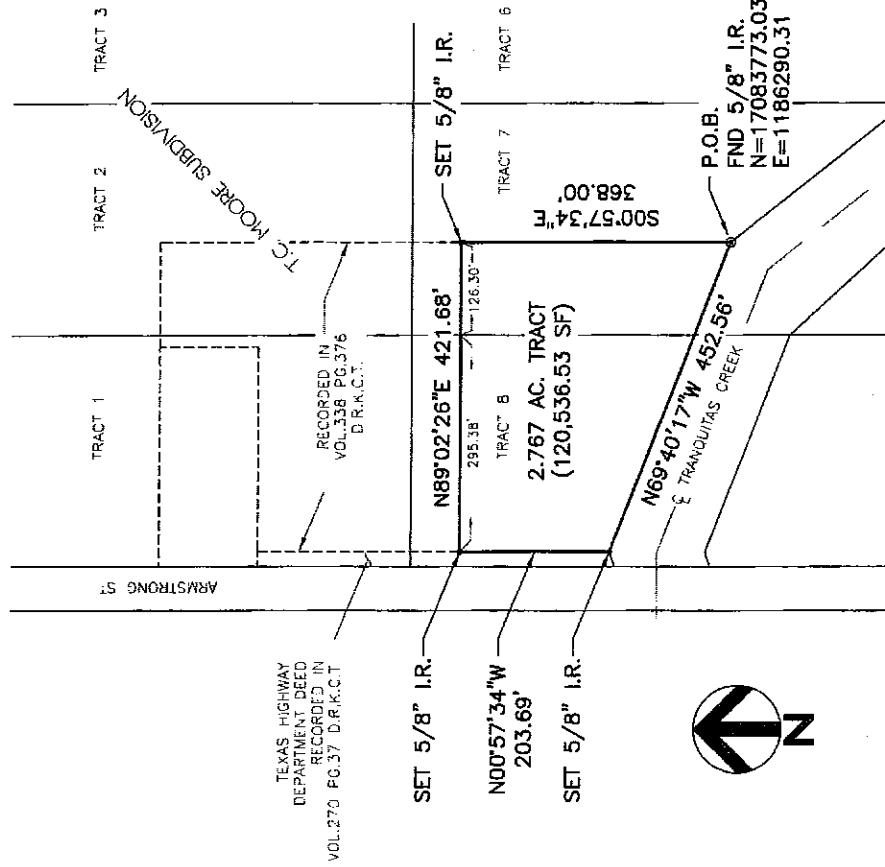 TRACT 1
TRACT 2
TRACT 3
T.C. MOORE SUBDIVISION
ARMSTRONG ST
RECORDED IN
VOL.338 PG.376
D.R.K.C.T.
TEXAS HIGHWAY
DEPARTMENT DEED
RECORDED IN
VOL.270 PG.37 D.R.K.C.T
SET 5/8" I.R.
N89°02'26"E 421.68'
SET 5/8" I.R.
295.38'
126.30'
TRACT 8
TRACT 7
TRACT 6
2.767 AC. TRACT
(120,536.53 SF)
S00°57'34"E
368.00'
N00°57'34"W
203.69'
SET 5/8" I.R.
N69°40'17"W 452.56'
℄ TRANQUITAS CREEK
P.O.B.
FND 5/8" I.R.
N=17083773.03
E=1186290.31
N